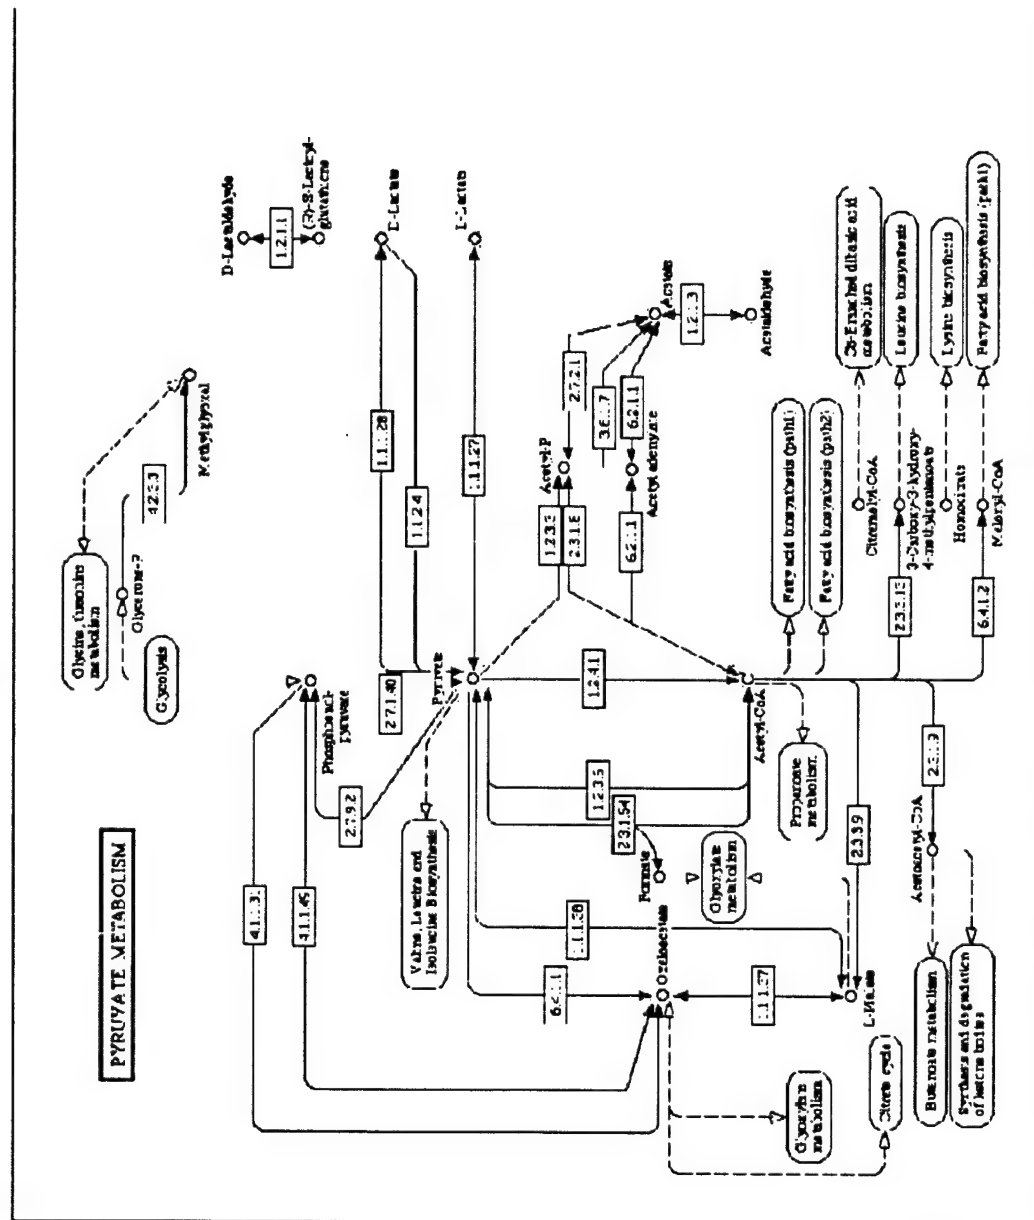 PYRUVATE METABOLISM
Glycine, threonine
metabolism
Glycerone-P
Glycolysis
4.2.3.3
Methylglyoxal
D-Lactaldehyde
1.2.1.1
(R)-S-Lactoyl-
glutathione
4.1.1.31
4.1.1.49
Phosphoenol-
pyruvate
2.7.9.2
2.7.1.40
1.1.1.28
1.1.2.4
D-Lactate
1.1.1.27
L-Lactate
Pyruvate
Valine, Leucine and
Isoleucine Biosynthesis
6.4.1.1
1.1.1.38
1.2.3.6
2.3.1.54
Formate
1.2.4.1
1.2.3.3
2.3.1.8
Acetyl-P
2.7.2.1
3.6.1.7
6.2.1.1
Acetyl adenylate
6.2.1.1
Acetate
1.2.1.3
Acetaldehyde
Oxaloacetate
Glyoxylate
metabolism
1.1.1.37
L-Malate
Glyoxylate
metabolism
Citrate cycle
Acetyl-CoA
Propanoate
metabolism
2.3.3.9
Fatty acid biosynthesis (path1)
Fatty acid biosynthesis (path2)
Citramalyl-CoA
C5-Branched dibasic acid
metabolism
2.3.3.13
3-Carboxy-3-hydroxy-
4-methylpentanoate
Leucine biosynthesis
Homocitrate
Lysine biosynthesis
6.4.1.2
Malonyl-CoA
Fatty acid biosynthesis (path1)
2.3.1.9
Acetoacetyl-CoA
Butanoate metabolism
Synthesis and degradation
of ketone bodies